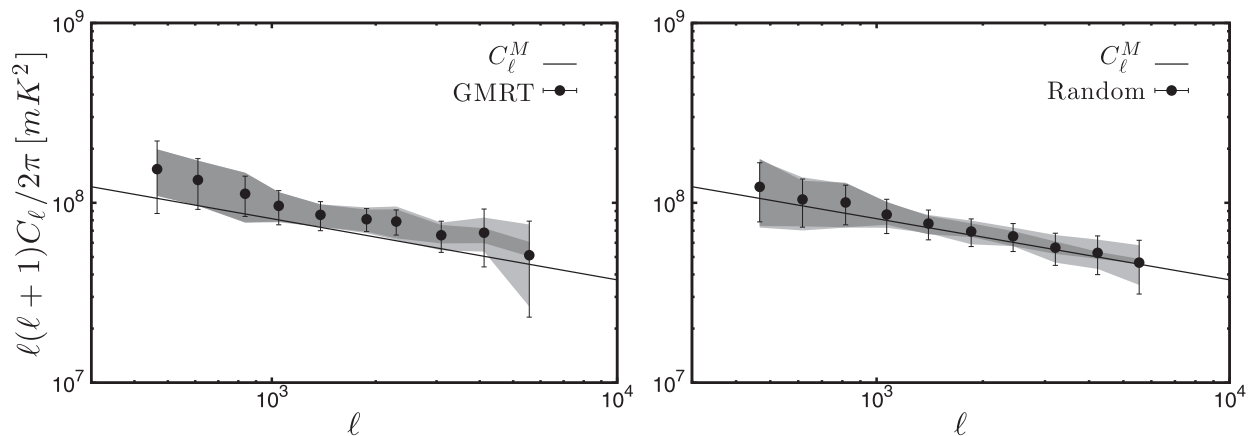 10^9
C_ℓ^M
GMRT
10^8
10^7
10^3
10^4
ℓ(ℓ + 1)C_ℓ/2π [mK^2]
ℓ
10^9
C_ℓ^M
Random
10^8
10^7
10^3
10^4
ℓ